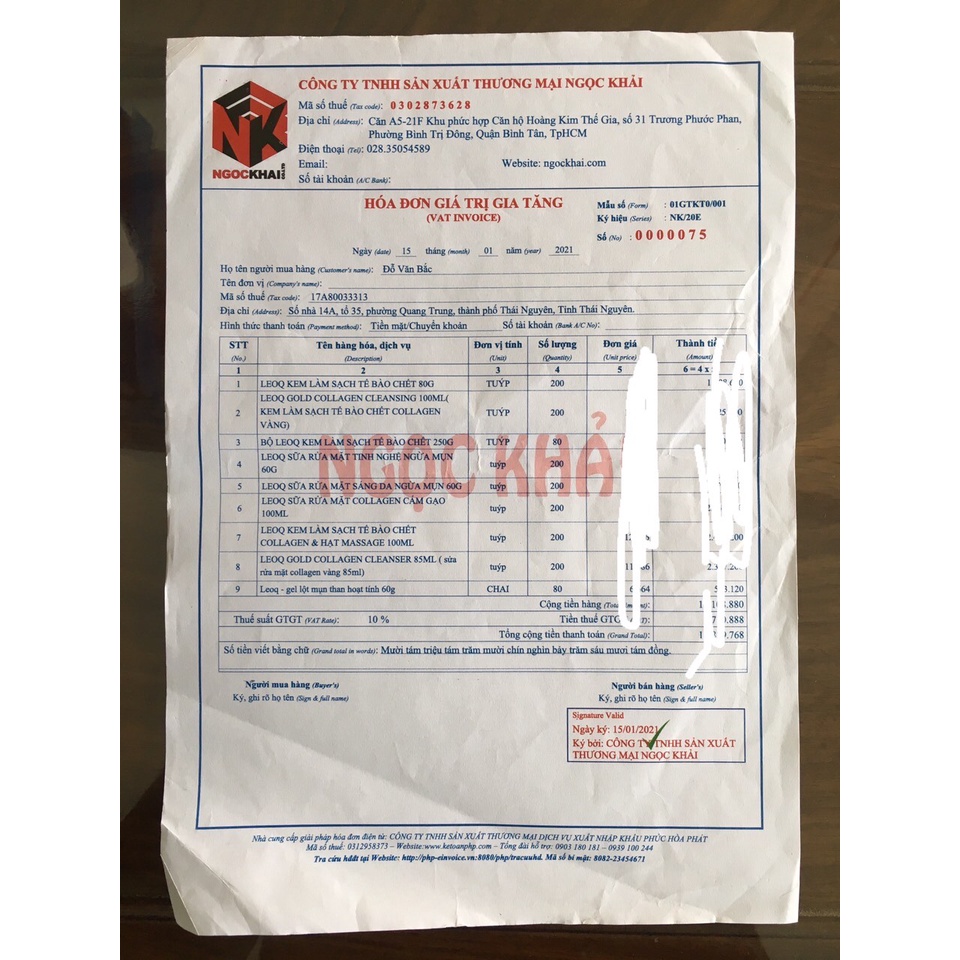 CÔNG TY TNHH SẢN XUẤT THƯƠNG MẠI NGỌC KHẢI
Mã số thuế (Tax code): 0302873628
Địa chỉ (Address): Căn A5-21F Khu phức hợp Căn hộ Hoàng Kim Thế Gia, số 31 Trương Phước Phan,
Phường Bình Trị Đông, Quận Bình Tân, TpHCM
Điện thoại (Tel): 028.35054589
Email: Website: ngockhai.com
Số tài khoản (A/C Bank):
NK
NGOCKHAI CO.LTD
HÓA ĐƠN GIÁ TRỊ GIA TĂNG
(VAT INVOICE)
Mẫu số (Form) : 01GTKT0/001
Ký hiệu (Series) : NK/20E
Số (No) : 0000075
Ngày (date) 15 tháng (month) 01 năm (year) 2021
Họ tên người mua hàng (Customer's name): Đỗ Văn Bắc
Tên đơn vị (Company's name):
Mã số thuế (Tax code): 17A80033313
Địa chỉ (Address): Số nhà 14A, tổ 35, phường Quang Trung, thành phố Thái Nguyên, Tỉnh Thái Nguyên.
Hình thức thanh toán (Payment method): Tiền mặt/Chuyển khoản Số tài khoản (Bank A/C No):
STT Tên hàng hóa, dịch vụ Đơn vị tính Số lượng Đơn giá Thành
(No.) (Description) (Unit) (Quantity) (Unit price) (Amount)
1 2 3 4 5 6 = 4 x
1 LEOQ KEM LÀM SẠCH TẾ BÀO CHẾT 80G TUÝP 200
2 LEOQ GOLD COLLAGEN CLEANSING 100ML( KEM LÀM SẠCH TẾ BÀO CHẾT COLLAGEN VÀNG) TUÝP 200
3 BỘ LEOQ KEM LÀM SẠCH TẾ BÀO CHẾT 250G TUÝP 80
4 LEOQ SỮA RỬA MẶT TINH NGHỆ NGỪA MỤN 60G tuýp 200
5 LEOQ SỮA RỬA MẶT SÁNG DA NGỪA MỤN 60G tuýp 200
6 LEOQ SỮA RỬA MẶT COLLAGEN CÁM GẠO 100ML tuýp 200
7 LEOQ KEM LÀM SẠCH TẾ BÀO CHẾT COLLAGEN & HẠT MASSAGE 100ML tuýp 200
8 LEOQ GOLD COLLAGEN CLEANSER 85ML ( sửa rửa mặt collagen vàng 85ml) tuýp 200
9 Leoq - gel lột mụn than hoạt tính 60g CHAI 80
NGỌC KHẢ
Cộng tiền hàng
Thuế suất GTGT (VAT Rate): 10 % Tiền thuế
Tổng cộng tiền thanh toán (Grand Total):
Số tiền viết bằng chữ (Grand total in words): Mười tám triệu tám trăm mười chín nghìn bảy trăm sáu mươi tám đồng.
Người mua hàng (Buyer's) Người bán hàng (Seller's)
Ký, ghi rõ họ tên (Sign & full name) Ký, ghi rõ họ tên (Sign & full name)
Signature Valid
Ngày ký: 15/01/2021
Ký bởi: CÔNG TY TNHH SẢN XUẤT
THƯƠNG MẠI NGỌC KHẢI
Nhà cung cấp giải pháp hóa đơn điện tử: CÔNG TY TNHH SẢN XUẤT THƯƠNG MẠI DỊCH VỤ XUẤT NHẬP KHẨU PHÚC HÒA PHÁT
Mã số thuế: 0312958373 – Website:www.ketoanphp.com – Tổng đài hỗ trợ: 0903 180 181 – 0939 100 244
Tra cứu hđđt tại Website: http://php-einvoice.vn:8080/php/tracuuhd. Mã số bí mật: 8082-23454671